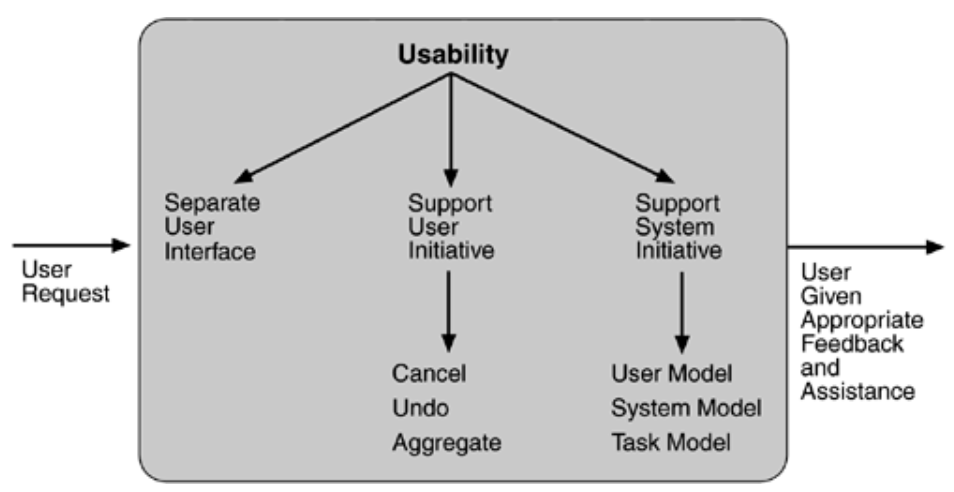 Usability
Separate
User
Interface
Support
User
Initiative
Support
System
Initiative
User
Request
User
Given
Appropriate
Feedback
and
Assistance
Cancel
Undo
Aggregate
User Model
System Model
Task Model